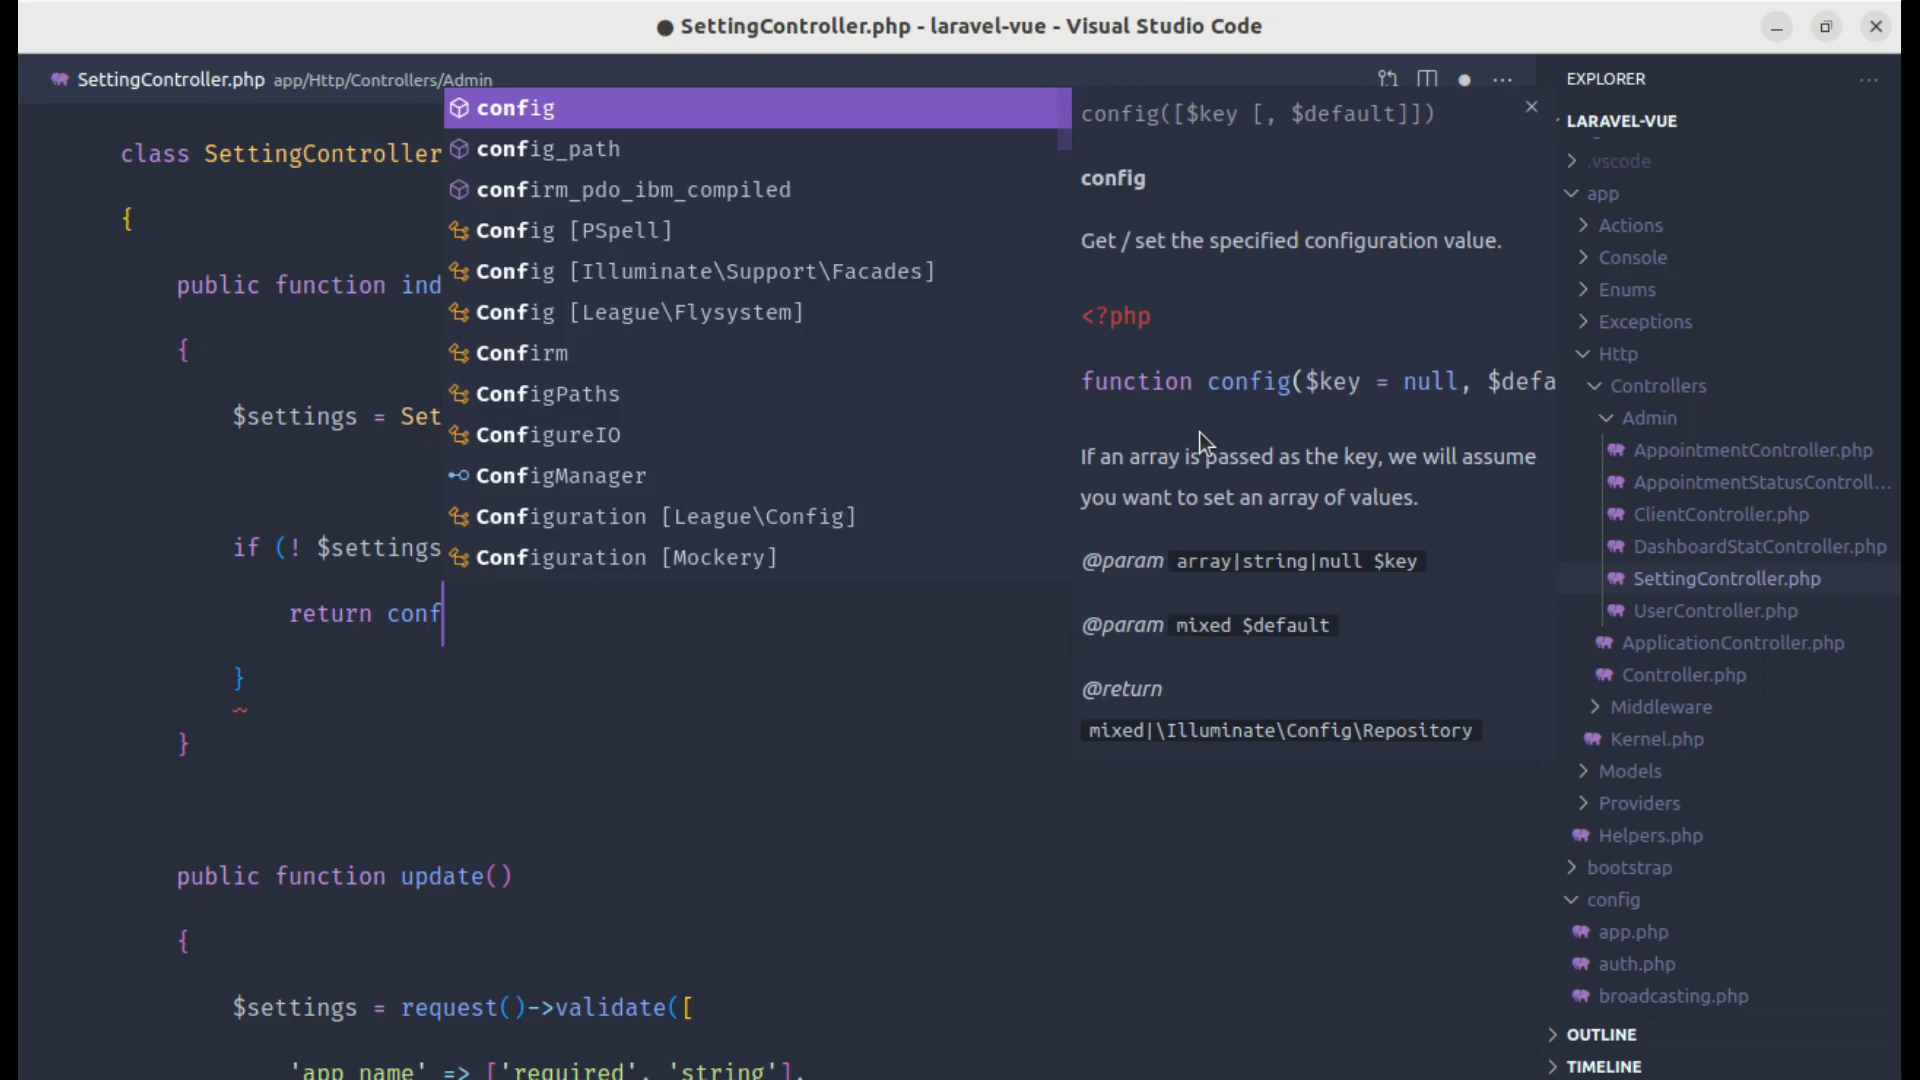 ● SettingController.php - laravel-vue - Visual Studio Code
SettingController.php app/Http/Controllers/Admin
class SettingController
{
public function ind
{
$settings = Set
if (! $settings
return conf
}
}
public function update()
{
$settings = request()->validate([
'app_name' => ['required', 'string'],
config
config_path
confirm_pdo_ibm_compiled
Config [PSpell]
Config [Illuminate\Support\Facades]
Config [League\Flysystem]
Confirm
ConfigPaths
ConfigureIO
ConfigManager
Configuration [League\Config]
Configuration [Mockery]
config([$key [, $default]])
config
Get / set the specified configuration value.
<?php
function config($key = null, $defa
If an array is passed as the key, we will assume
you want to set an array of values.
@param array|string|null $key
@param mixed $default
@return
mixed|\Illuminate\Config\Repository
EXPLORER
LARAVEL-VUE
.vscode
app
Actions
Console
Enums
Exceptions
Http
Controllers
Admin
AppointmentController.php
AppointmentStatusControll...
ClientController.php
DashboardStatController.php
SettingController.php
UserController.php
ApplicationController.php
Controller.php
Middleware
Kernel.php
Models
Providers
Helpers.php
bootstrap
config
app.php
auth.php
broadcasting.php
OUTLINE
TIMELINE